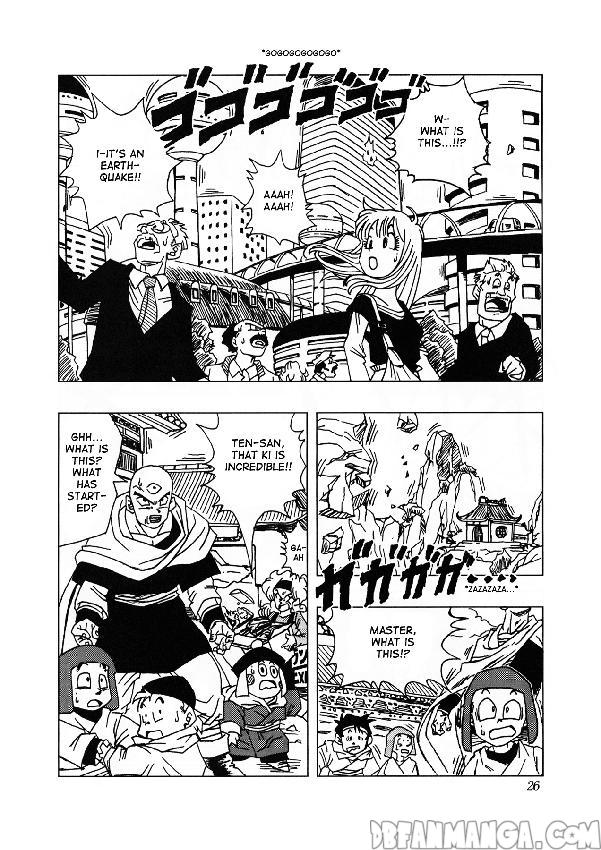 *GOGOGOGOGOGO*
ゴゴゴゴゴゴ
W-
WHAT IS
THIS...!!?
AAAH!
AAAH!
I-IT'S AN
EARTH-
QUAKE!!
ガガガガ....
*ZAZAZAZA...*
MASTER,
WHAT IS
THIS!?
TEN-SAN,
THAT KI IS
INCREDIBLE!!
GA-
AH
GHH...
WHAT IS
THIS?
WHAT
HAS
START-
ED?
26
DBFANMANGA.COM